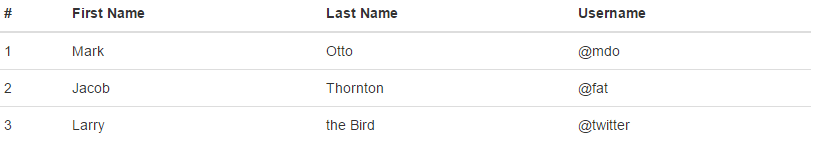 # First Name Last Name Username
1 Mark Otto @mdo
2 Jacob Thornton @fat
3 Larry the Bird @twitter